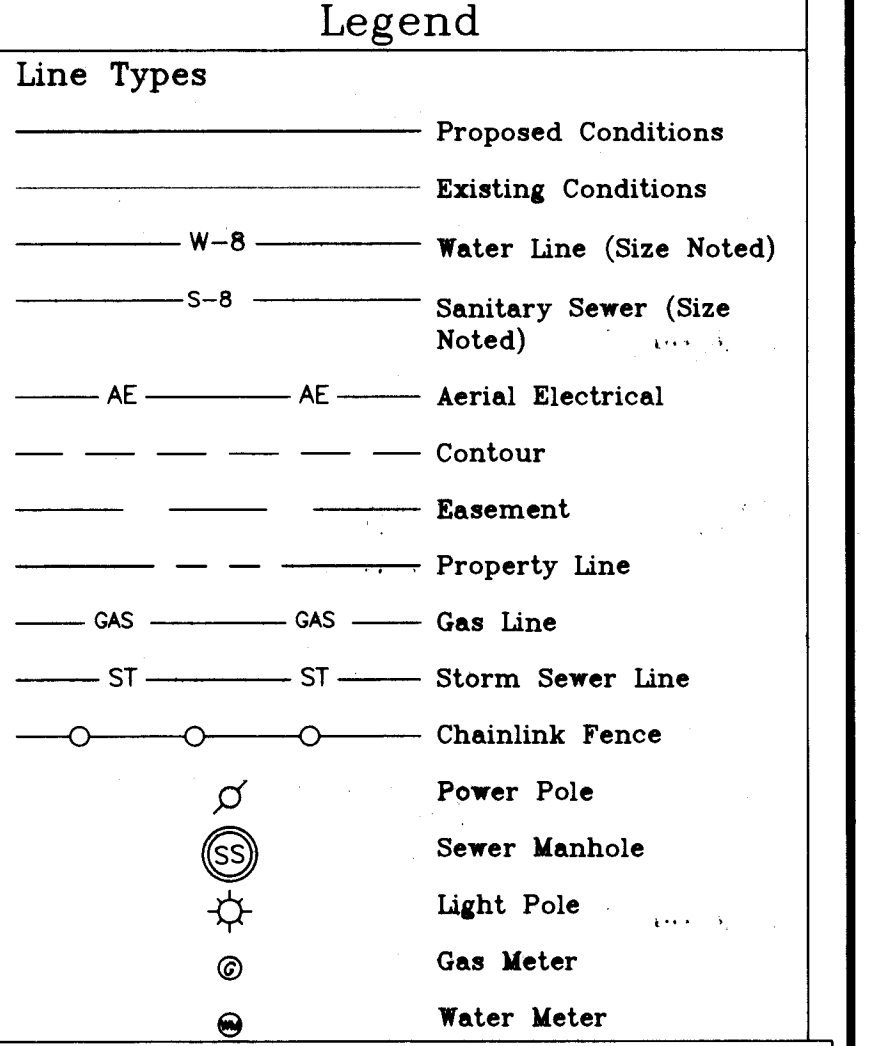 Legend
Line Types
Proposed Conditions
Existing Conditions
W-8 Water Line (Size Noted)
S-8 Sanitary Sewer (Size
Noted)
AE AE Aerial Electrical
Contour
Easement
Property Line
GAS GAS Gas Line
ST ST Storm Sewer Line
Chainlink Fence
Power Pole
SS Sewer Manhole
Light Pole
G Gas Meter
WM Water Meter